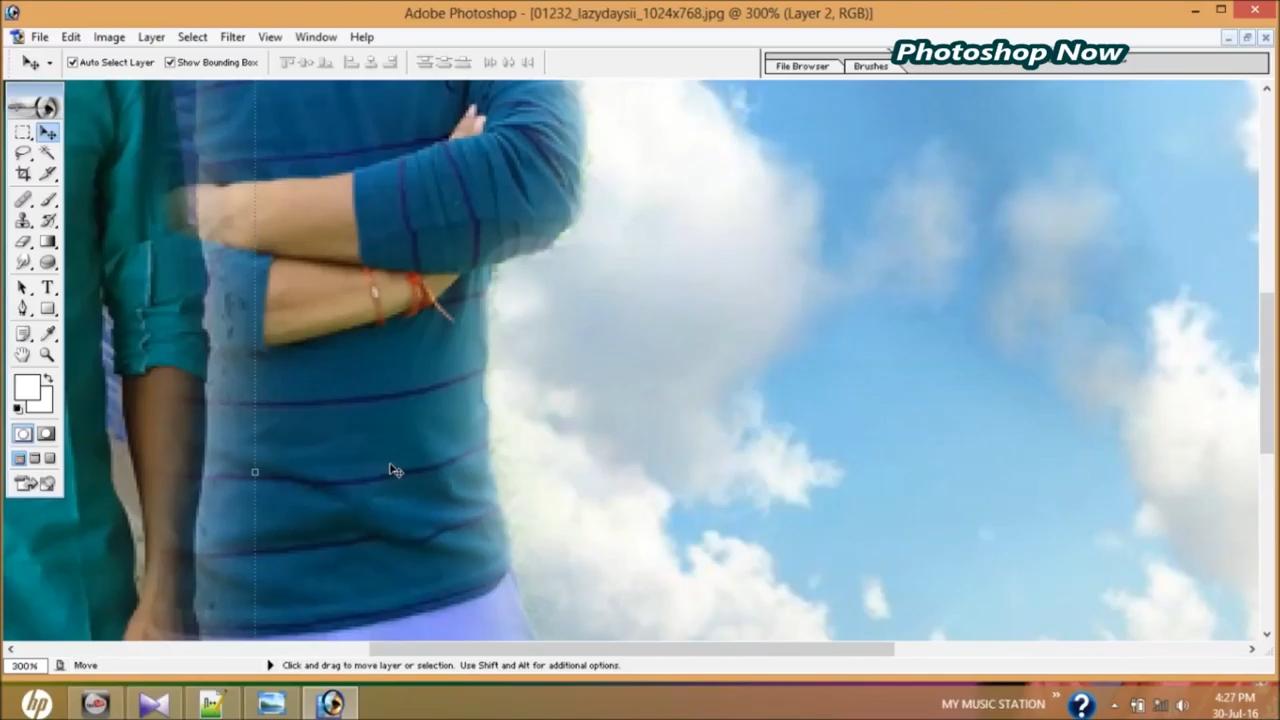 Adobe Photoshop - [01232_lazydaysii_1024x768.jpg @ 300% (Layer 2, RGB)]
File Edit Image Layer Select Filter View Window Help
Photoshop Now
Auto Select Layer Show Bounding Box
File Browser Brushes
T
300% Move Click and drag to move layer or selection. Use Shift and Alt for additional options.
hp
MY MUSIC STATION
4:27 PM
30-Jul-16